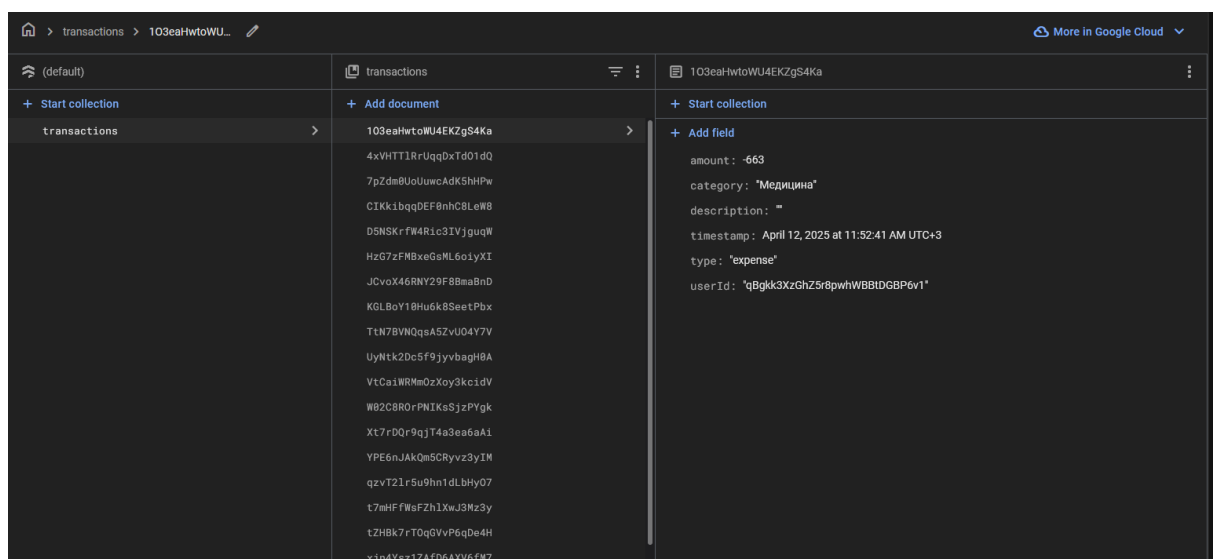 transactions > 1O3eaHwtoWU… More in Google Cloud
(default)
+ Start collection
transactions
transactions
+ Add document
1O3eaHwtoWU4EKZgS4Ka
4xVHTTlRrUqqDxTdO1dQ
7pZdm0UoUuwcAdK5hHPw
CIKkibqqDEF0nhC8LeW8
D5NSKrfW4Ric3IVjguqW
HzG7zFMBxeGsML6oiyXI
JCvoX46RNY29F8BmaBnD
KGLBoY10Hu6k8SeetPbx
TtN7BVNQqsA5ZvUO4Y7V
UyNtk2Dc5f9jyvbagH0A
VtCaiWRMmOzXoy3kcidV
W02C8ROrPNIKsSjzPYgk
Xt7rDQr9qjT4a3ea6aAi
YPE6nJAkQm5CRyvz3yIM
qzvT2lr5u9hn1dLbHyO7
t7mHFfWsFZhlXwJ3Mz3y
tZHBk7rTOqGVvP6qDe4H
1O3eaHwtoWU4EKZgS4Ka
+ Start collection
+ Add field
amount: -663
category: "Медицина"
description: ""
timestamp: April 12, 2025 at 11:52:41 AM UTC+3
type: "expense"
userId: "qBgkk3XzGhZ5r8pwhWBBtDGBP6v1"